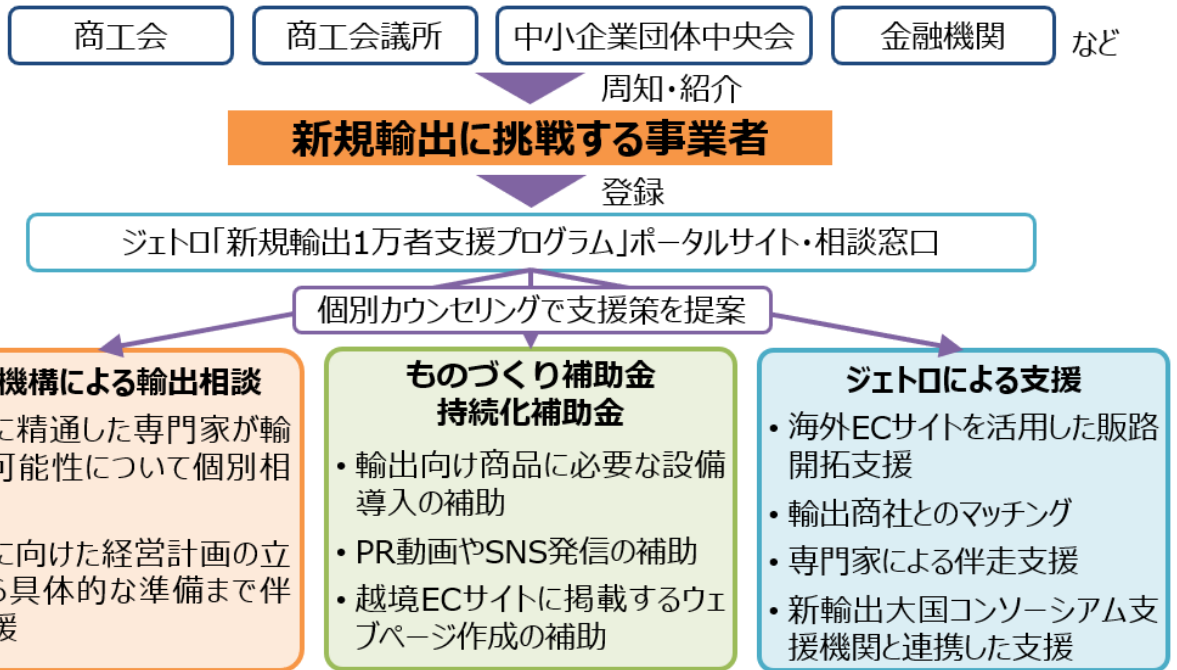 商工会
商工会議所
中小企業団体中央会
金融機関
など
周知・紹介
新規輸出に挑戦する事業者
登録
ジェトロ「新規輸出1万者支援プログラム」ポータルサイト・相談窓口
個別カウンセリングで支援策を提案
機構による輸出相談
に精通した専門家が輸
可能性について個別相
に向けた経営計画の立
ら具体的な準備まで伴
援
ものづくり補助金
持続化補助金
• 輸出向け商品に必要な設備
導入の補助
• PR動画やSNS発信の補助
• 越境ECサイトに掲載するウェ
ブページ作成の補助
ジェトロによる支援
• 海外ECサイトを活用した販路
開拓支援
• 輸出商社とのマッチング
• 専門家による伴走支援
• 新輸出大国コンソーシアム支
援機関と連携した支援